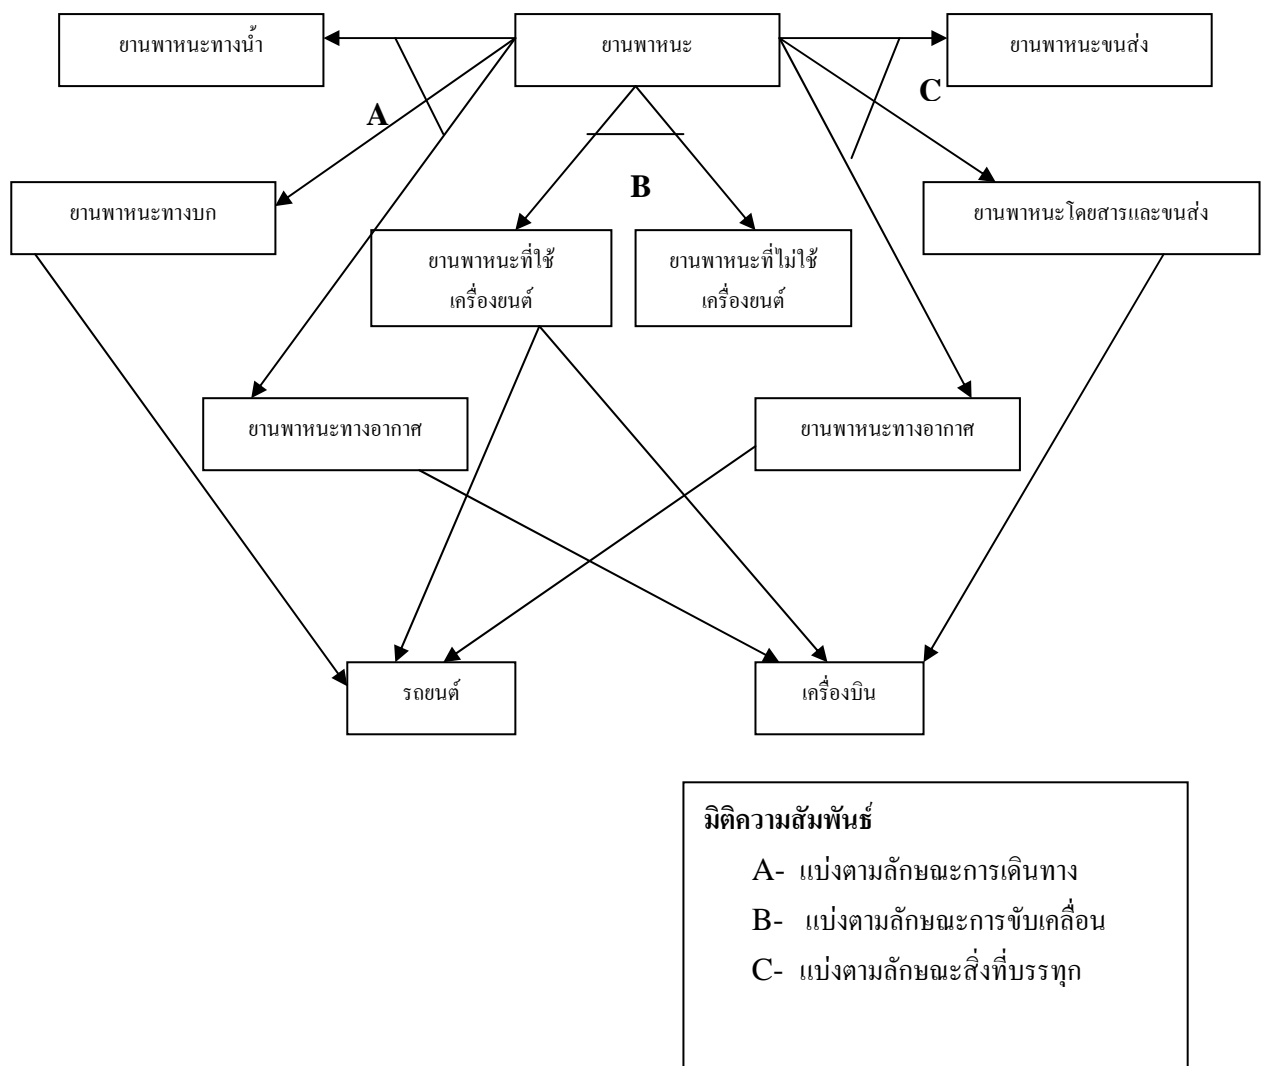 ยานพาหนะทางน้ำ
ยานพาหนะ
ยานพาหนะขนส่ง
A
C
B
ยานพาหนะทางบก
ยานพาหนะโดยสารและขนส่ง
ยานพาหนะที่ใช้
เครื่องยนต์
ยานพาหนะที่ไม่ใช้
เครื่องยนต์
ยานพาหนะทางอากาศ
ยานพาหนะทางอากาศ
รถยนต์
เครื่องบิน
มิติความสัมพันธ์
A- แบ่งตามลักษณะการเดินทาง
B- แบ่งตามลักษณะการขับเคลื่อน
C- แบ่งตามลักษณะสิ่งที่บรรทุก